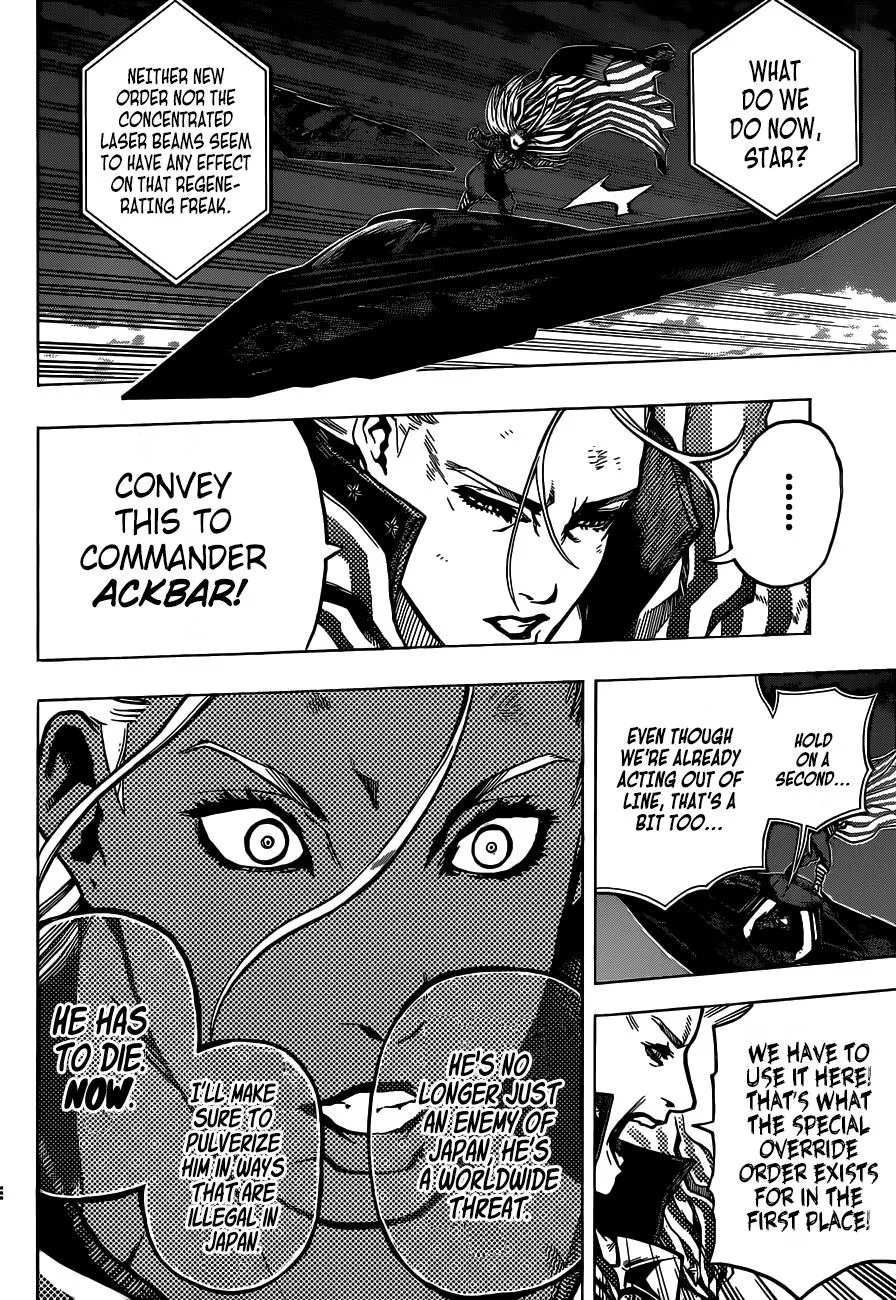 WHAT
DO WE
DO NOW,
STAR?
NEITHER NEW
ORDER NOR THE
CONCENTRATED
LASER BEAMS SEEM
TO HAVE ANY EFFECT
ON THAT REGENE-
RATING FREAK.
......
CONVEY
THIS TO
COMMANDER
ACKBAR!
HOLD
ON A
SECOND...
EVEN THOUGH
WE'RE ALREADY
ACTING OUT OF
LINE, THAT'S A
BIT TOO...
WE HAVE TO
USE IT HERE!
THAT'S WHAT
THE SPECIAL
OVERRIDE
ORDER EXISTS
FOR IN THE
FIRST PLACE!
HE'S NO
LONGER JUST
AN ENEMY OF
JAPAN. HE'S
A WORLDWIDE
THREAT.
I'LL MAKE
SURE TO
PULVERIZE
HIM IN WAYS
THAT ARE
ILLEGAL IN
JAPAN.
HE HAS
TO DIE.
NOW.